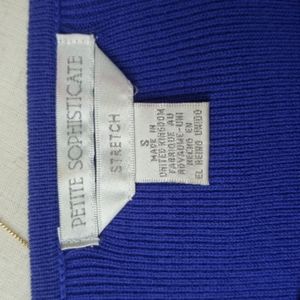 PETITE SOPHISTICATE
STRETCH
S
MADE IN
UNITED KINGDOM
FABRIQUE AU
ROYAUME-UNI
HECHO EN
EL REINO UNIDO